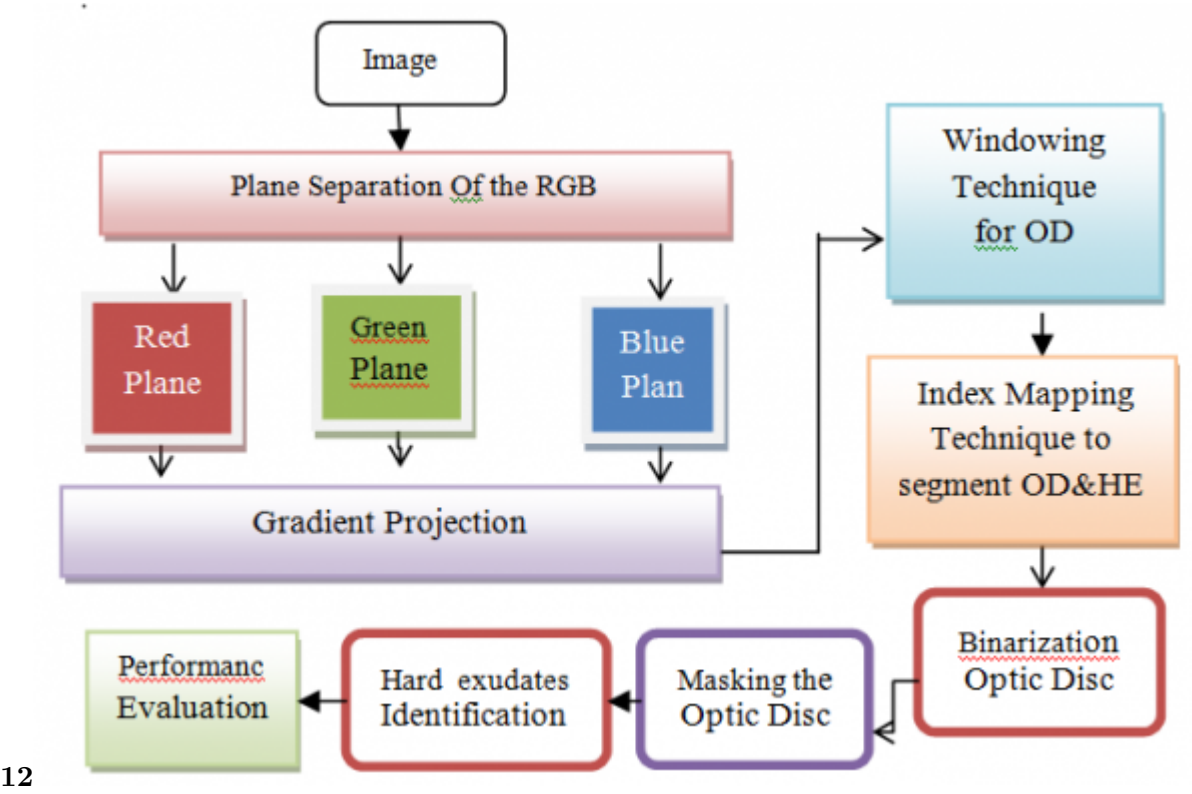 Image
Plane Separation Of the RGB
Red
Plane
Green
Plane
Blue
Plan
Gradient Projection
Windowing
Technique
for OD
Index Mapping
Technique to
segment OD&HE
Binarization
Optic Disc
Masking the
Optic Disc
Hard exudates
Identification
Performanc
Evaluation
12